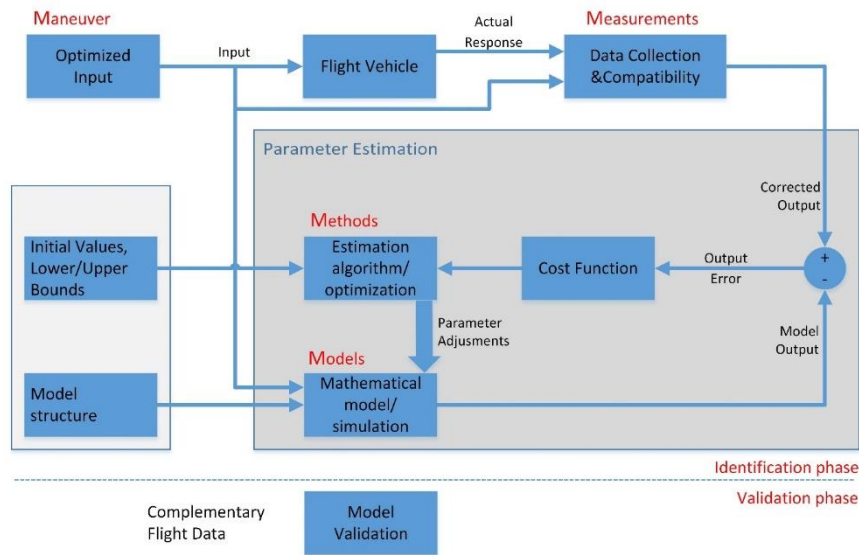 Maneuver
Optimized
Input
Input
Flight Vehicle
Actual
Response
Measurements
Data Collection
&Compatibility
Parameter Estimation
Corrected
Output
Initial Values,
Lower/Upper
Bounds
Methods
Estimation
algorithm/
optimization
Cost Function
Output
Error
+
-
Parameter
Adjusments
Model
Output
Models
Model
structure
Mathematical
model/
simulation
Identification phase
Validation phase
Complementary
Flight Data
Model
Validation